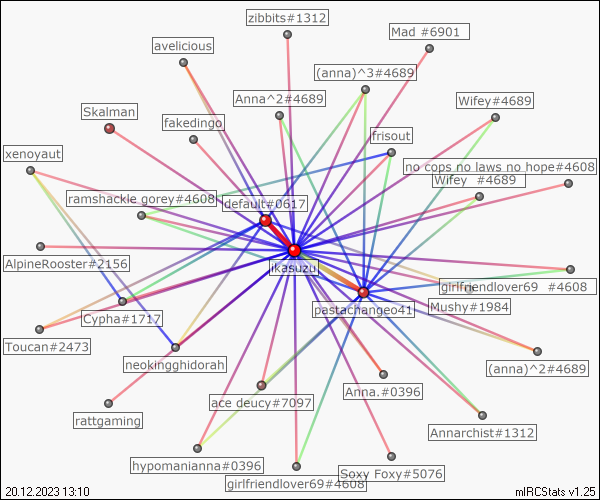 zibbits#1312
Mad #6901
avelicious
(anna)^3#4689
Anna^2#4689
Wifey#4689
Skalman
fakedingo
frisout
xenoyaut
no cops no laws no hope#4608
Wifey #4689
ramshackle gorey#4608
default#0617
AlpineRooster#2156
ikasuzu
girlfriendlover69 #4608
Mushy#1984
pastachangeo41
Cypha#1717
Toucan#2473
neokingghidorah
(anna)^2#4689
Anna.#0396
ace deucy#7097
rattgaming
Annarchist#1312
hypomanianna#0396
Soxy Foxy#5076
girlfriendlover69#4608
20.12.2023 13:10
mIRCStats v1.25